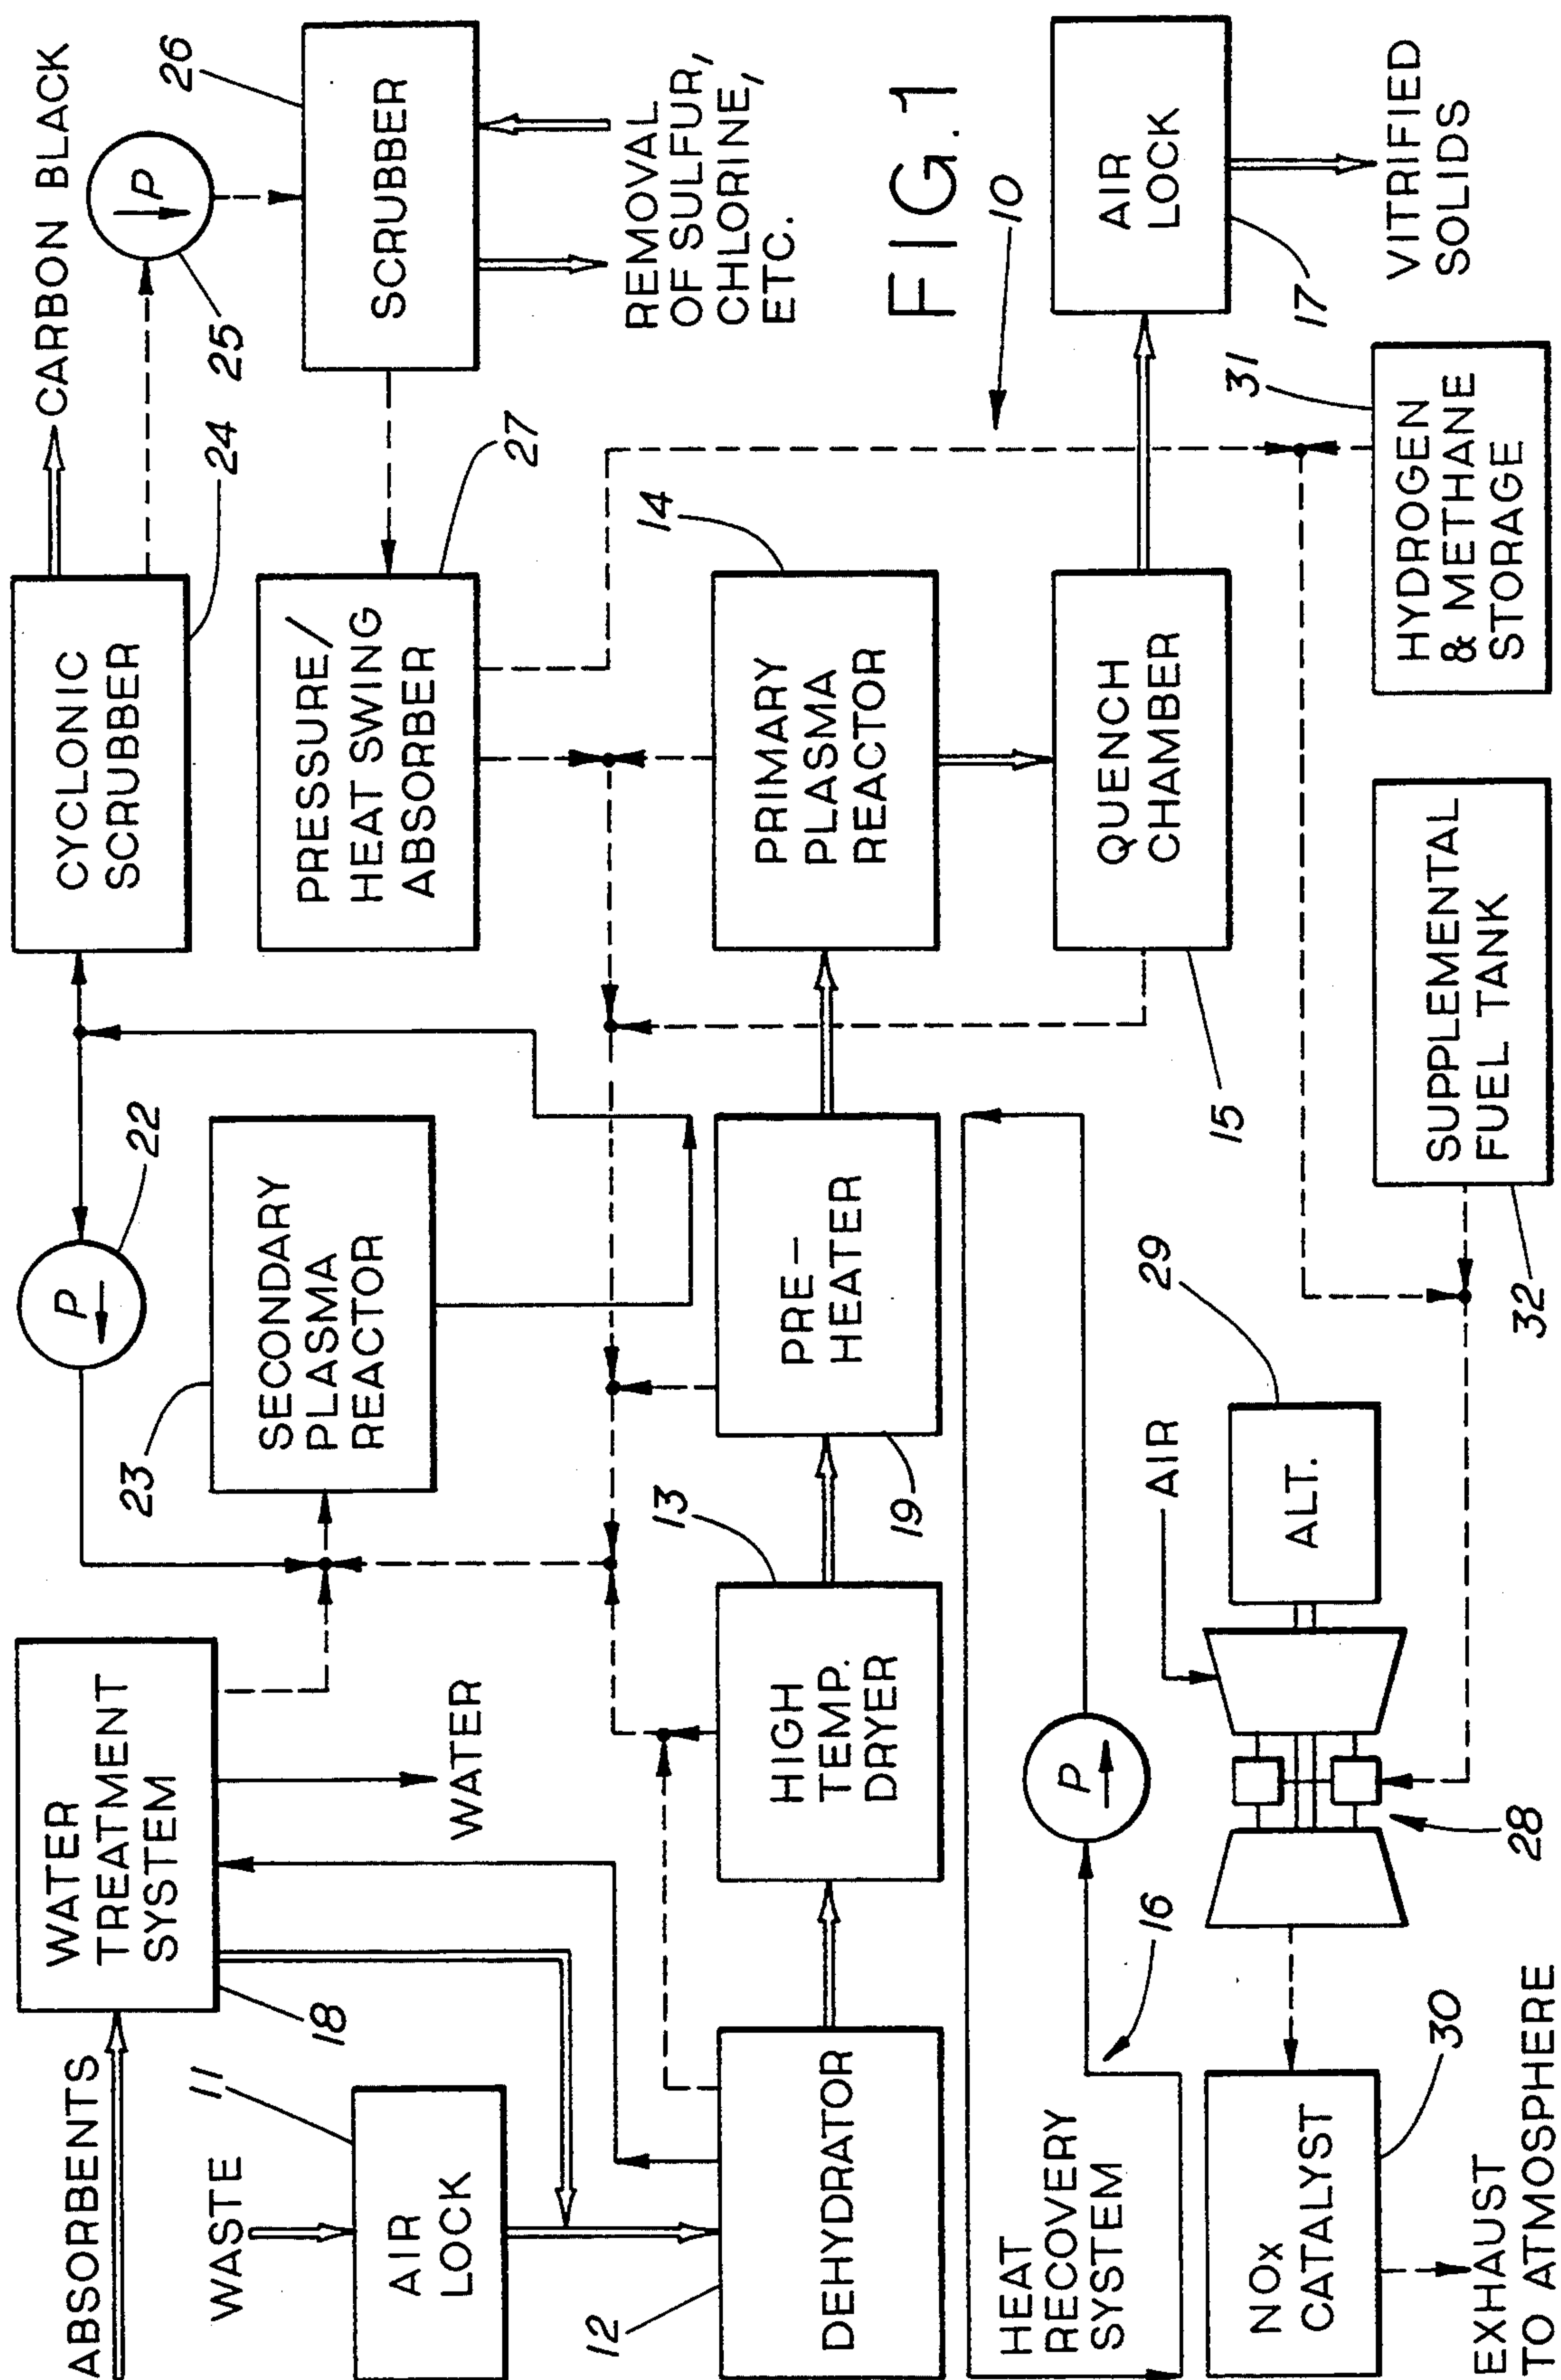 ABSORBENTS
WATER
TREATMENT
SYSTEM
18
WATER
22
P
23
SECONDARY
PLASMA
REACTOR
CYCLONIC
SCRUBBER
24
CARBON BLACK
25
P
26
SCRUBBER
REMOVAL
OF SULFUR,
CHLORINE,
ETC.
PRESSURE/
HEAT SWING
ABSORBER
27
WASTE
11
AIR
LOCK
12
DEHYDRATOR
13
HIGH
TEMP.
DRYER
PRE-
HEATER
19
14
PRIMARY
PLASMA
REACTOR
QUENCH
CHAMBER
15
FIG.1
10
AIR
LOCK
17
VITRIFIED
SOLIDS
HEAT
RECOVERY
SYSTEM
16
P
AIR
29
ALT.
28
NOx
CATALYST
30
EXHAUST
TO ATMOSPHERE
SUPPLEMENTAL
FUEL TANK
32
31
HYDROGEN
& METHANE
STORAGE